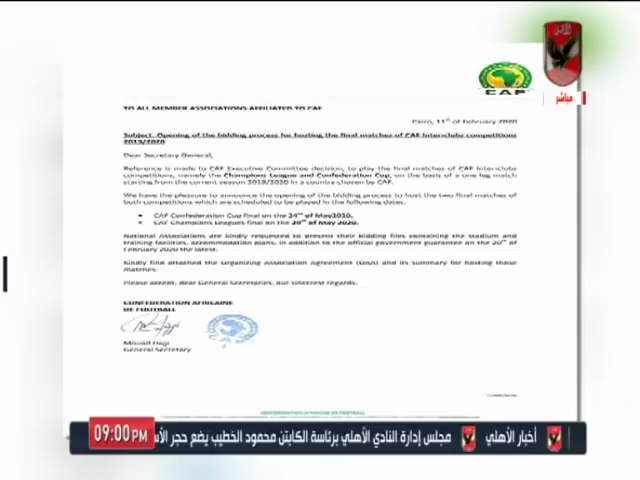 الأهلي
مباشر
CAF
TO ALL MEMBER ASSOCIATIONS AFFILIATED TO CAF
Cairo, 11th of February 2020
Subject: Opening of the bidding process for hosting the final matches of CAF Interclubs competitions
2019/2020
Dear Secretary General,
Reference is made to CAF Executive Committee decision, to play the final matches of CAF Interclubs
competitions, namely the Champions League and Confederation Cup, on the basis of a one leg match
starting from the current season 2019/2020 in a country chosen by CAF.
We have the pleasure to announce the opening of the bidding process to host the two final matches of
both competitions which are scheduled to be played in the following dates.
• CAF Confederation Cup final on the 24th of May2020.
• CAF Champions Leagues final on the 29th of May 2020.
National Associations are kindly requested to present their bidding files containing the stadium and
training facilities, accommodation plans, in addition to the official government guarantee on the 20th of
February 2020 the latest.
Kindly find attached the Organizing Association Agreement (OAA) and its summary for hosting those
matches.
Please accept, dear General Secretaries, our sincerest regards.
CONFEDERATION AFRICAINE
DE FOOTBALL
Mouad Hajji
General Secretary
CONFEDERATION AFRICAINE DE FOOTBALL
أخبار الأهلي مجلس إدارة النادي الأهلي برئاسة الكابتن محمود الخطيب يضع حجر الأس
09:00 PM